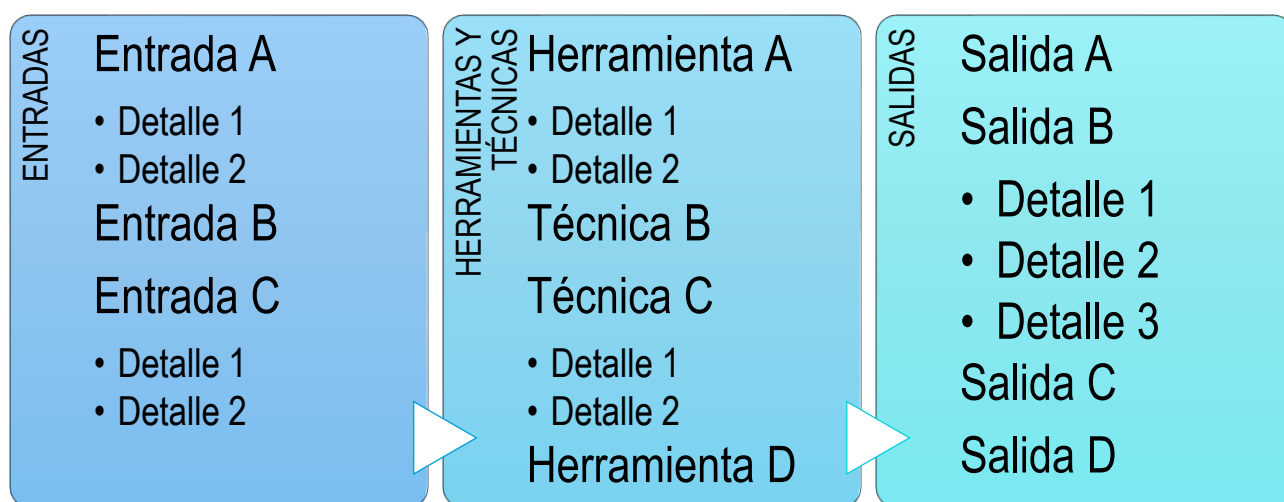 ENTRADAS
Entrada A
• Detalle 1
• Detalle 2
Entrada B
Entrada C
• Detalle 1
• Detalle 2
HERRAMIENTAS Y
TÉCNICAS
Herramienta A
• Detalle 1
• Detalle 2
Técnica B
Técnica C
• Detalle 1
• Detalle 2
Herramienta D
SALIDAS
Salida A
Salida B
• Detalle 1
• Detalle 2
• Detalle 3
Salida C
Salida D